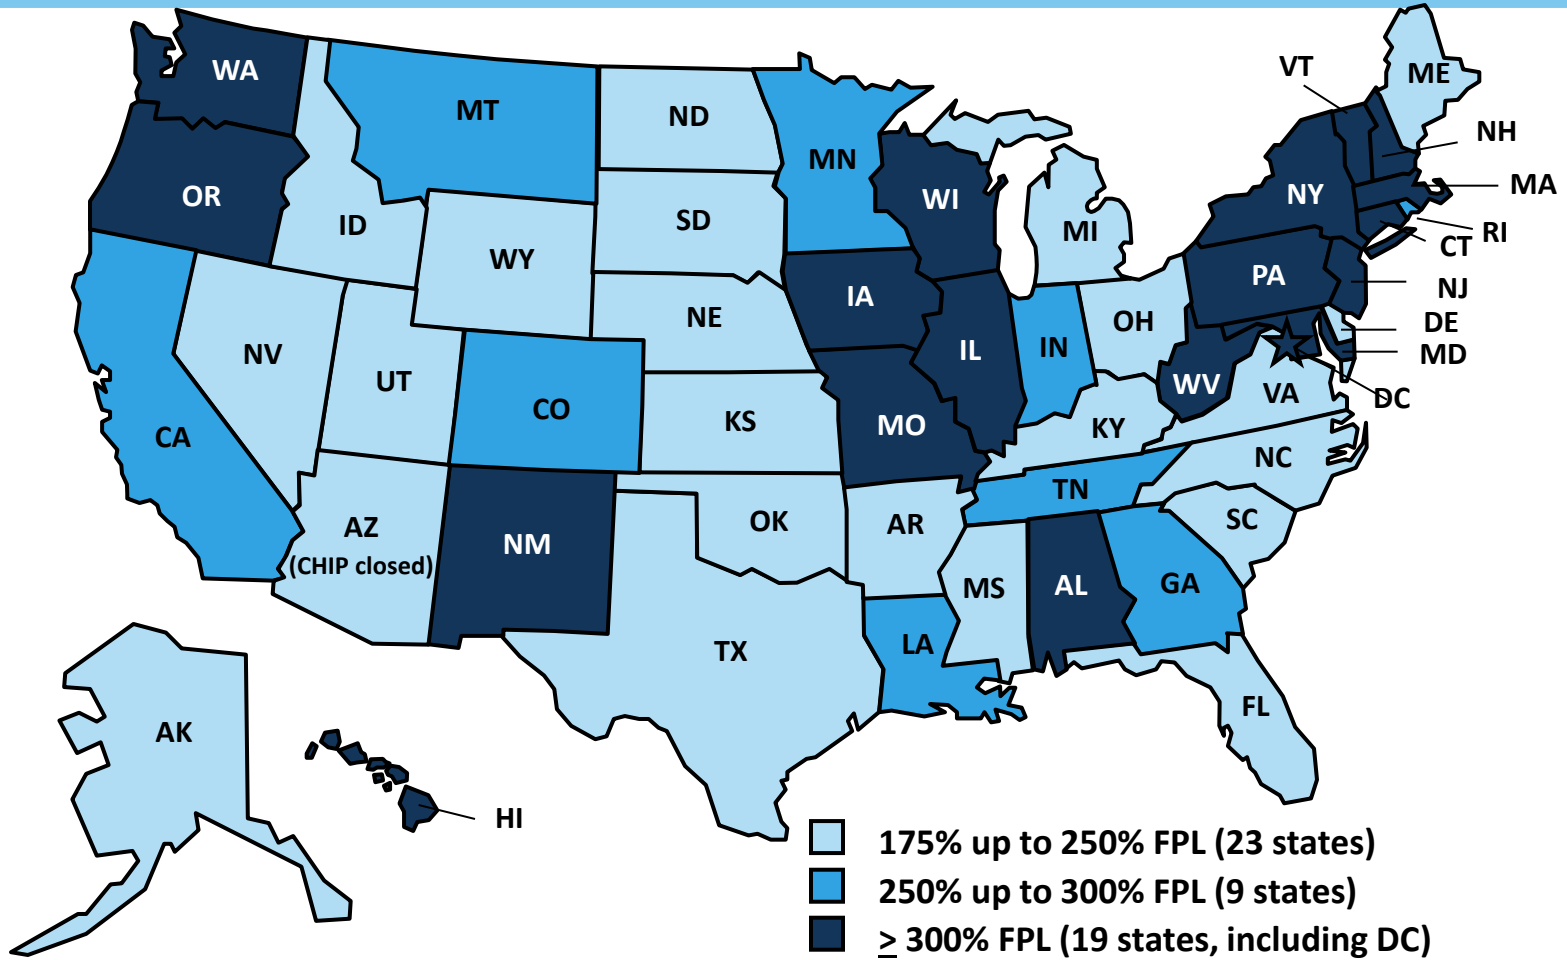 WA
MT
ND
MN
VT
ME
NH
MA
OR
ID
WY
SD
WI
MI
NY
RI
CT
PA
NJ
IA
NE
OH
DE
MD
NV
UT
CO
KS
IL
IN
WV
VA
DC
CA
MO
KY
NC
TN
AZ
(CHIP closed)
NM
OK
AR
SC
MS
AL
GA
TX
LA
FL
AK
HI
175% up to 250% FPL (23 states)
250% up to 300% FPL (9 states)
≥ 300% FPL (19 states, including DC)